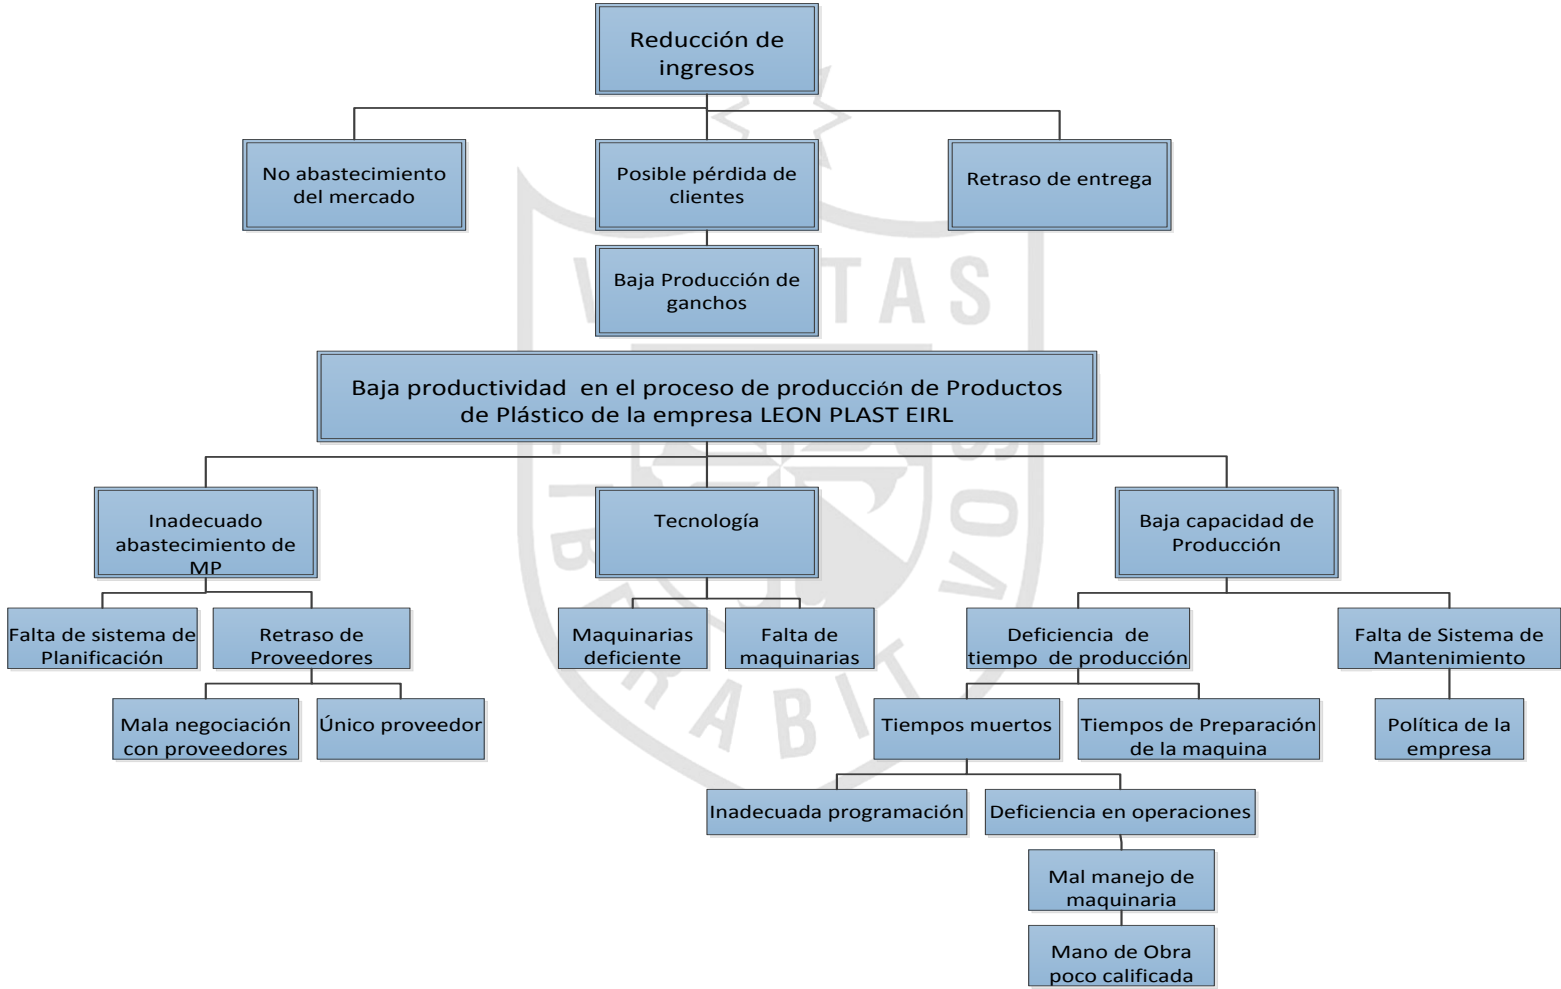 Reducción de
ingresos
No abastecimiento
del mercado
Posible pérdida de
clientes
Retraso de entrega
Baja Producción de
ganchos
Baja productividad en el proceso de producción de Productos
de Plástico de la empresa LEON PLAST EIRL
Inadecuado
abastecimiento de
MP
Tecnología
Baja capacidad de
Producción
Falta de sistema de
Planificación
Retraso de
Proveedores
Maquinarias
deficiente
Falta de
maquinarias
Deficiencia de
tiempo de producción
Falta de Sistema de
Mantenimiento
Mala negociación
con proveedores
Único proveedor
Tiempos muertos
Tiempos de Preparación
de la maquina
Política de la
empresa
Inadecuada programación
Deficiencia en operaciones
Mal manejo de
maquinaria
Mano de Obra
poco calificada